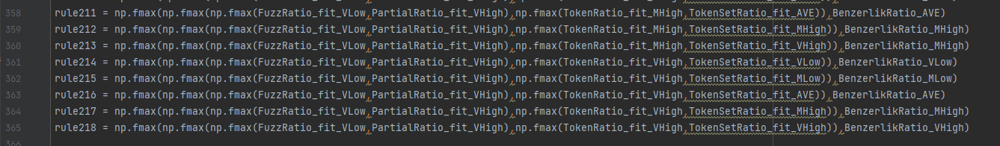 358 rule211 = np.fmax(np.fmax(np.fmax(FuzzRatio_fit_VLow,PartialRatio_fit_VHigh),np.fmax(TokenRatio_fit_MHigh,TokenSetRatio_fit_AVE)),BenzerlikRatio_AVE)
359 rule212 = np.fmax(np.fmax(np.fmax(FuzzRatio_fit_VLow,PartialRatio_fit_VHigh),np.fmax(TokenRatio_fit_MHigh,TokenSetRatio_fit_MHigh)),BenzerlikRatio_MHigh)
360 rule213 = np.fmax(np.fmax(np.fmax(FuzzRatio_fit_VLow,PartialRatio_fit_VHigh),np.fmax(TokenRatio_fit_MHigh,TokenSetRatio_fit_VHigh)),BenzerlikRatio_MHigh)
361 rule214 = np.fmax(np.fmax(np.fmax(FuzzRatio_fit_VLow,PartialRatio_fit_VHigh),np.fmax(TokenRatio_fit_VHigh,TokenSetRatio_fit_VLow)),BenzerlikRatio_VLow)
362 rule215 = np.fmax(np.fmax(np.fmax(FuzzRatio_fit_VLow,PartialRatio_fit_VHigh),np.fmax(TokenRatio_fit_VHigh,TokenSetRatio_fit_MLow)),BenzerlikRatio_MLow)
363 rule216 = np.fmax(np.fmax(np.fmax(FuzzRatio_fit_VLow,PartialRatio_fit_VHigh),np.fmax(TokenRatio_fit_VHigh,TokenSetRatio_fit_AVE)),BenzerlikRatio_AVE)
364 rule217 = np.fmax(np.fmax(np.fmax(FuzzRatio_fit_VLow,PartialRatio_fit_VHigh),np.fmax(TokenRatio_fit_VHigh,TokenSetRatio_fit_MHigh)),BenzerlikRatio_MHigh)
365 rule218 = np.fmax(np.fmax(np.fmax(FuzzRatio_fit_VLow,PartialRatio_fit_VHigh),np.fmax(TokenRatio_fit_VHigh,TokenSetRatio_fit_VHigh)),BenzerlikRatio_VHigh)
366